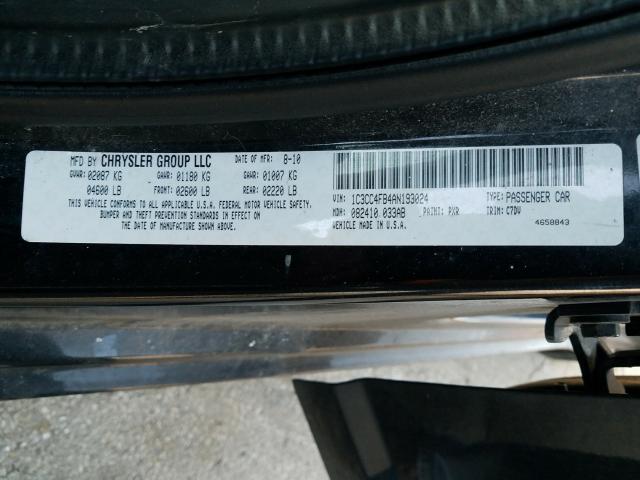 MFD BY CHRYSLER GROUP LLC DATE OF MFR: 8-10
GVWR: 02087 KG GAWR: 01180 KG GAWR: 01007 KG
04600 LB FRONT: 02600 LB REAR: 02220 LB
THIS VEHICLE CONFORMS TO ALL APPLICABLE U.S.A. FEDERAL MOTOR VEHICLE SAFETY,
BUMPER AND THEFT PREVENTION STANDARDS IN EFFECT ON
THE DATE OF MANUFACTURE SHOWN ABOVE.
VIN: 1C3CC4FB4AN193024 TYPE: PASSENGER CAR
MDH: 082410 033AB PAINT: PXR TRIM: C7DV
VEHICLE MADE IN U.S.A. 4658843